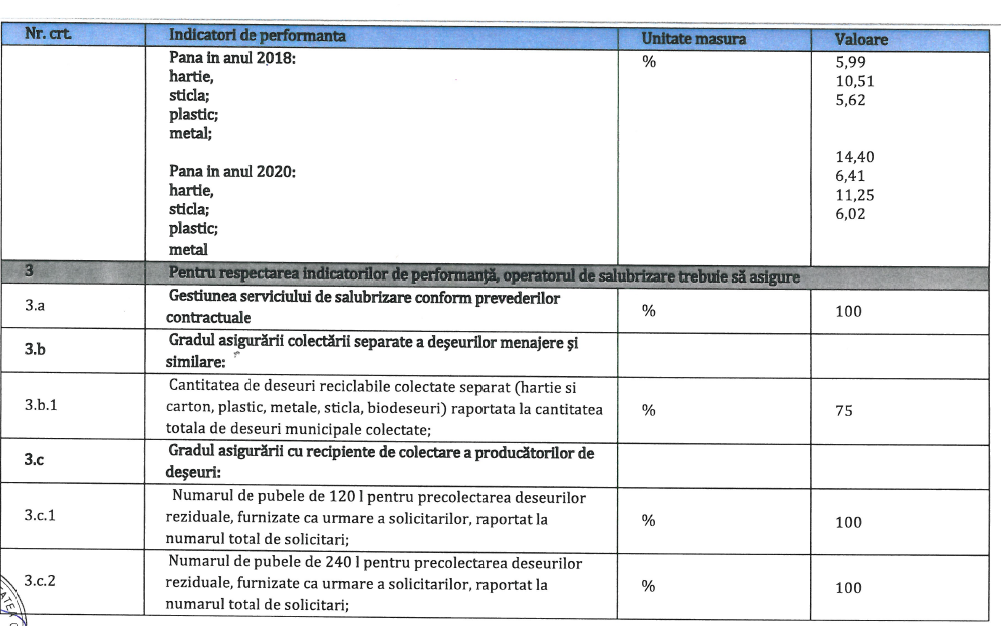 Nr. crt. Indicatori de performanta Unitate masura Valoare
Pana in anul 2018: % 5,99
hartie, 10,51
sticla; 5,62
plastic;
metal;
14,40
Pana in anul 2020: 6,41
hartie, 11,25
sticla; 6,02
plastic;
metal
3 Pentru respectarea indicatorilor de performanţă, operatorul de salubrizare trebuie să asigure
3.a Gestiunea serviciului de salubrizare conform prevederilor
contractuale % 100
3.b Gradul asigurării colectării separate a deşeurilor menajere şi
similare:
Cantitatea de deseuri reciclabile colectate separat (hartie si
3.b.1 carton, plastic, metale, sticla, biodeseuri) raportata la cantitatea % 75
totala de deseuri municipale colectate;
3.c Gradul asigurării cu recipiente de colectare a producătorilor de
deşeuri:
Numarul de pubele de 120 l pentru precolectarea deseurilor
3.c.1 reziduale, furnizate ca urmare a solicitarilor, raportat la % 100
numarul total de solicitari;
Numarul de pubele de 240 l pentru precolectarea deseurilor
3.c.2 reziduale, furnizate ca urmare a solicitarilor, raportat la % 100
numarul total de solicitari;